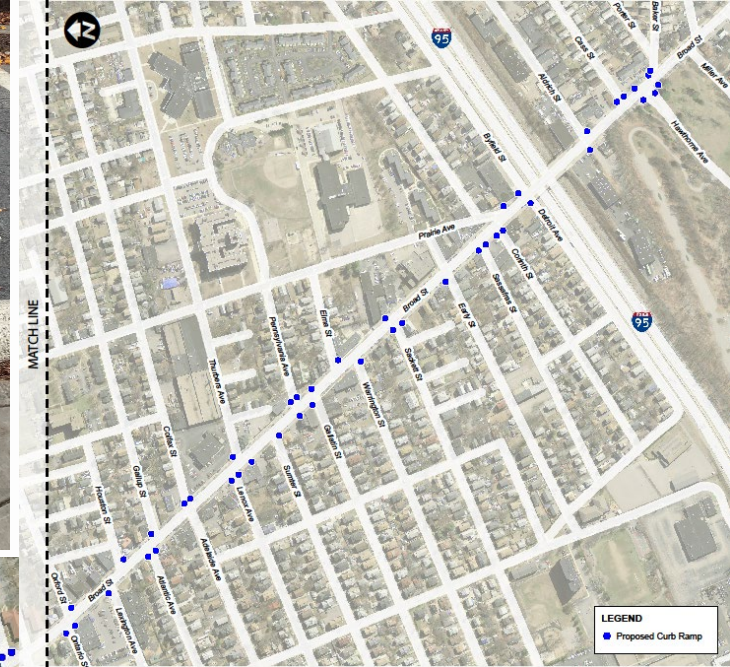 N
95
Baker St
Potter St
Cass St
Broad St
Miller Ave
Aldrich St
Hawthorne Ave
Byfield St
Detroit Ave
Prairie Ave
Corinth St
Sassafras St
95
MATCH LINE
Broad St
Early St
Elma St
Pennsylvania Ave
Sackett St
Thurbers Ave
Warrington St
Gallatin St
Colfax St
Gallup St
Sumter St
Houston St
Lenox Ave
Adelaide Ave
Oxford St
Broad St
Atlantic Ave
Lexington Ave
Ontario St
LEGEND
Proposed Curb Ramp